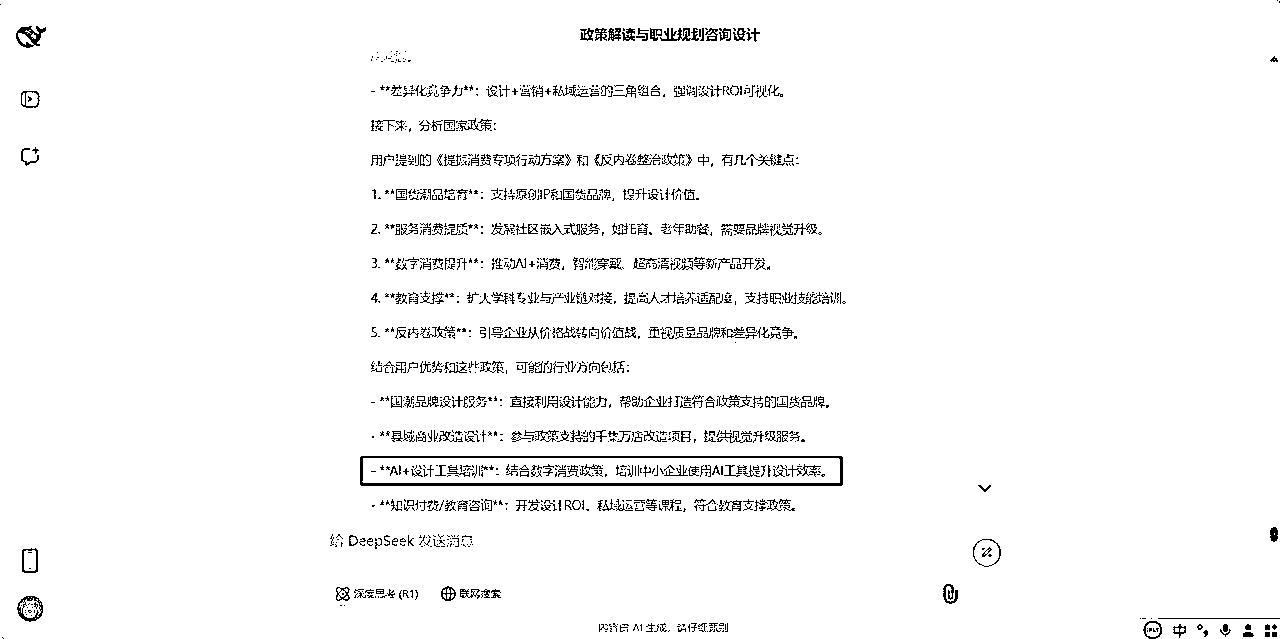 政策解读与职业规划咨询设计
- **差异化竞争力**：设计+营销+私域运营的三角组合，强调设计ROI可视化。
接下来，分析国家政策：
用户提到的《提振消费专项行动方案》和《反内卷整治政策》中，有几个关键点：
1. **国货潮品培育**：支持原创IP和国货品牌，提升设计价值。
2. **服务消费提质**：发展社区嵌入式服务，如托育、老年助餐，需要品牌视觉升级。
3. **数字消费提升**：推动AI+消费，智能穿戴、超高清视频等新产品开发。
4. **教育支撑**：扩大学科专业与产业链对接，提高人才培养适配度，支持职业技能培训。
5. **反内卷政策**：引导企业从价格战转向价值战，重视质量品牌和差异化竞争。
结合用户优势和这些政策，可能的行业方向包括：
- **国潮品牌设计服务**：直接利用设计能力，帮助企业打造符合政策支持的国货品牌。
- **县域商业改造设计**：参与政策支持的千集万店改造项目，提供视觉升级服务。
- **AI+设计工具培训**：结合数字消费政策，培训中小企业使用AI工具提升设计效率。
- **知识付费/教育咨询**：开发设计ROI、私域运营等课程，符合教育支撑政策。
给 DeepSeek 发送消息
深度思考 (R1) 联网搜索
内容由 AI 生成，请仔细甄别
iFLY 中